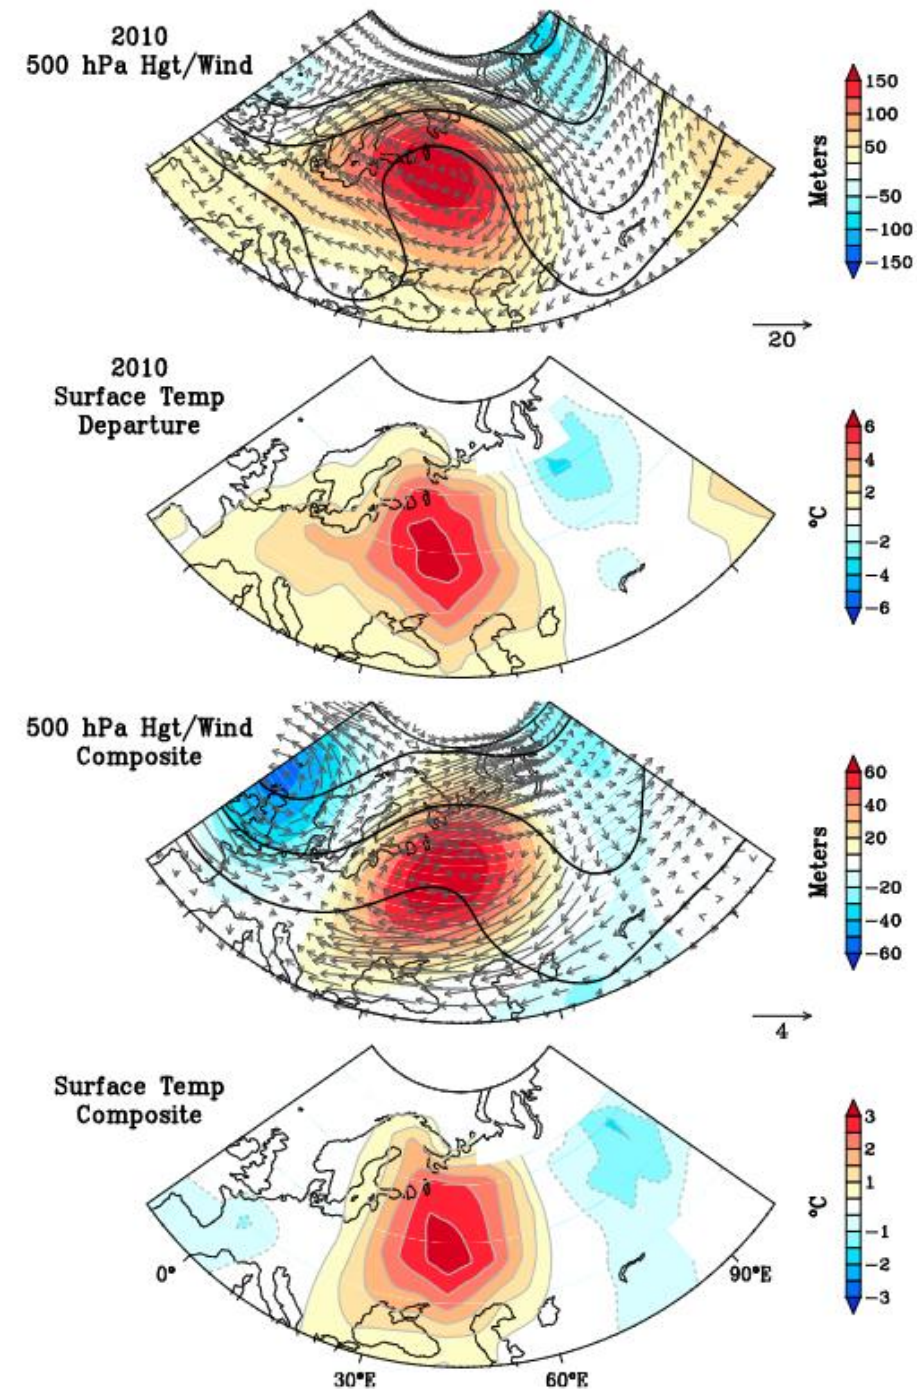 2010
500 hPa Hgt/Wind
150
100
50
−50
−100
−150
Meters
20
2010
Surface Temp
Departure
6
4
2
−2
−4
−6
°C
500 hPa Hgt/Wind
Composite
60
40
20
−20
−40
−60
Meters
4
Surface Temp
Composite
3
2
1
−1
−2
−3
°C
0°
90°E
30°E
60°E